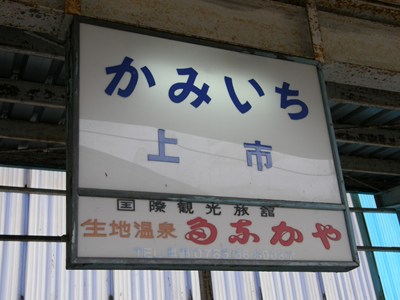 かみいち
上市
国際観光旅館
生地温泉 たなかや